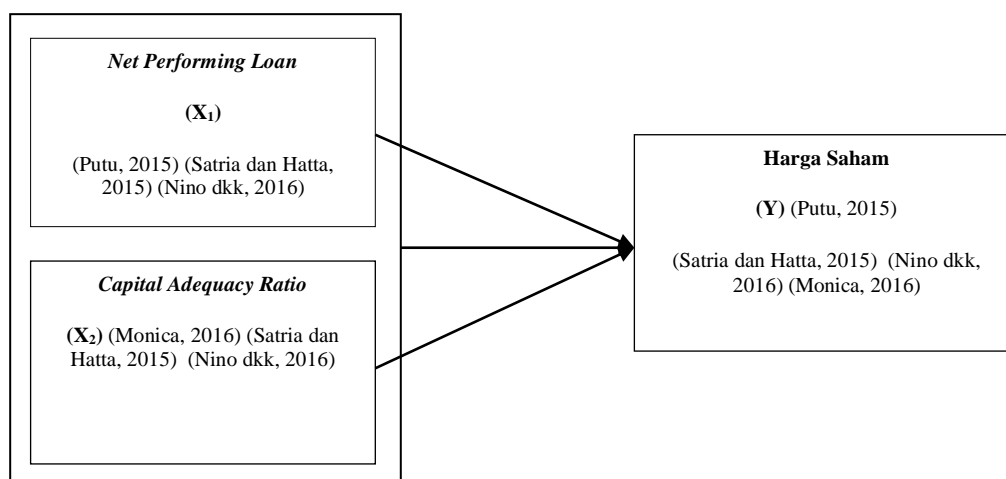 Net Performing Loan
(X₁)
(Putu, 2015) (Satria dan Hatta,
2015) (Nino dkk, 2016)
Capital Adequacy Ratio
(X₂) (Monica, 2016) (Satria dan
Hatta, 2015)  (Nino dkk, 2016)
Harga Saham
(Y) (Putu, 2015)
(Satria dan Hatta, 2015)  (Nino dkk,
2016) (Monica, 2016)